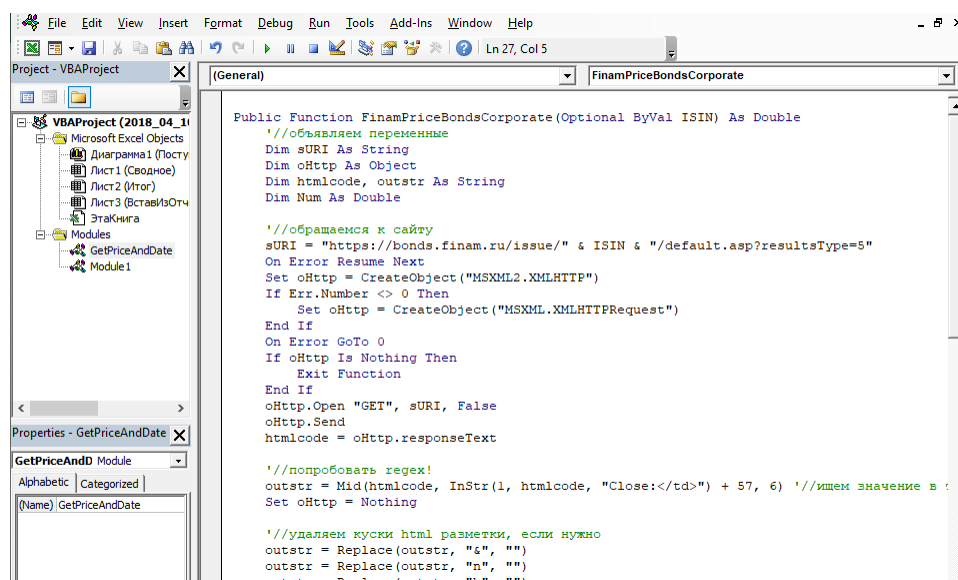 File Edit View Insert Format Debug Run Tools Add-Ins Window Help
Ln 27, Col 5
Project - VBAProject
(General) FinamPriceBondsCorporate
VBAProject (2018_04_10
Microsoft Excel Objects
Диаграмма1 (Посту
Лист1 (Сводное)
Лист2 (Итог)
Лист3 (ВставИзОтч
ЭтаКнига
Modules
GetPriceAndDate
Module1
Properties - GetPriceAndDate
GetPriceAndD Module
Alphabetic Categorized
(Name) GetPriceAndDate
Public Function FinamPriceBondsCorporate(Optional ByVal ISIN) As Double
'//объявляем переменные
Dim sURI As String
Dim oHttp As Object
Dim htmlcode, outstr As String
Dim Num As Double
'//обращаемся к сайту
sURI = "https://bonds.finam.ru/issue/" & ISIN & "/default.asp?resultsType=5"
On Error Resume Next
Set oHttp = CreateObject("MSXML2.XMLHTTP")
If Err.Number <> 0 Then
Set oHttp = CreateObject("MSXML.XMLHTTPRequest")
End If
On Error GoTo 0
If oHttp Is Nothing Then
Exit Function
End If
oHttp.Open "GET", sURI, False
oHttp.Send
htmlcode = oHttp.responseText
'//попробовать regex!
outstr = Mid(htmlcode, InStr(1, htmlcode, "Close:</td>") + 57, 6) '//ищем значение в
Set oHttp = Nothing
'//удаляем куски html разметки, если нужно
outstr = Replace(outstr, "&", "")
outstr = Replace(outstr, "n", "")